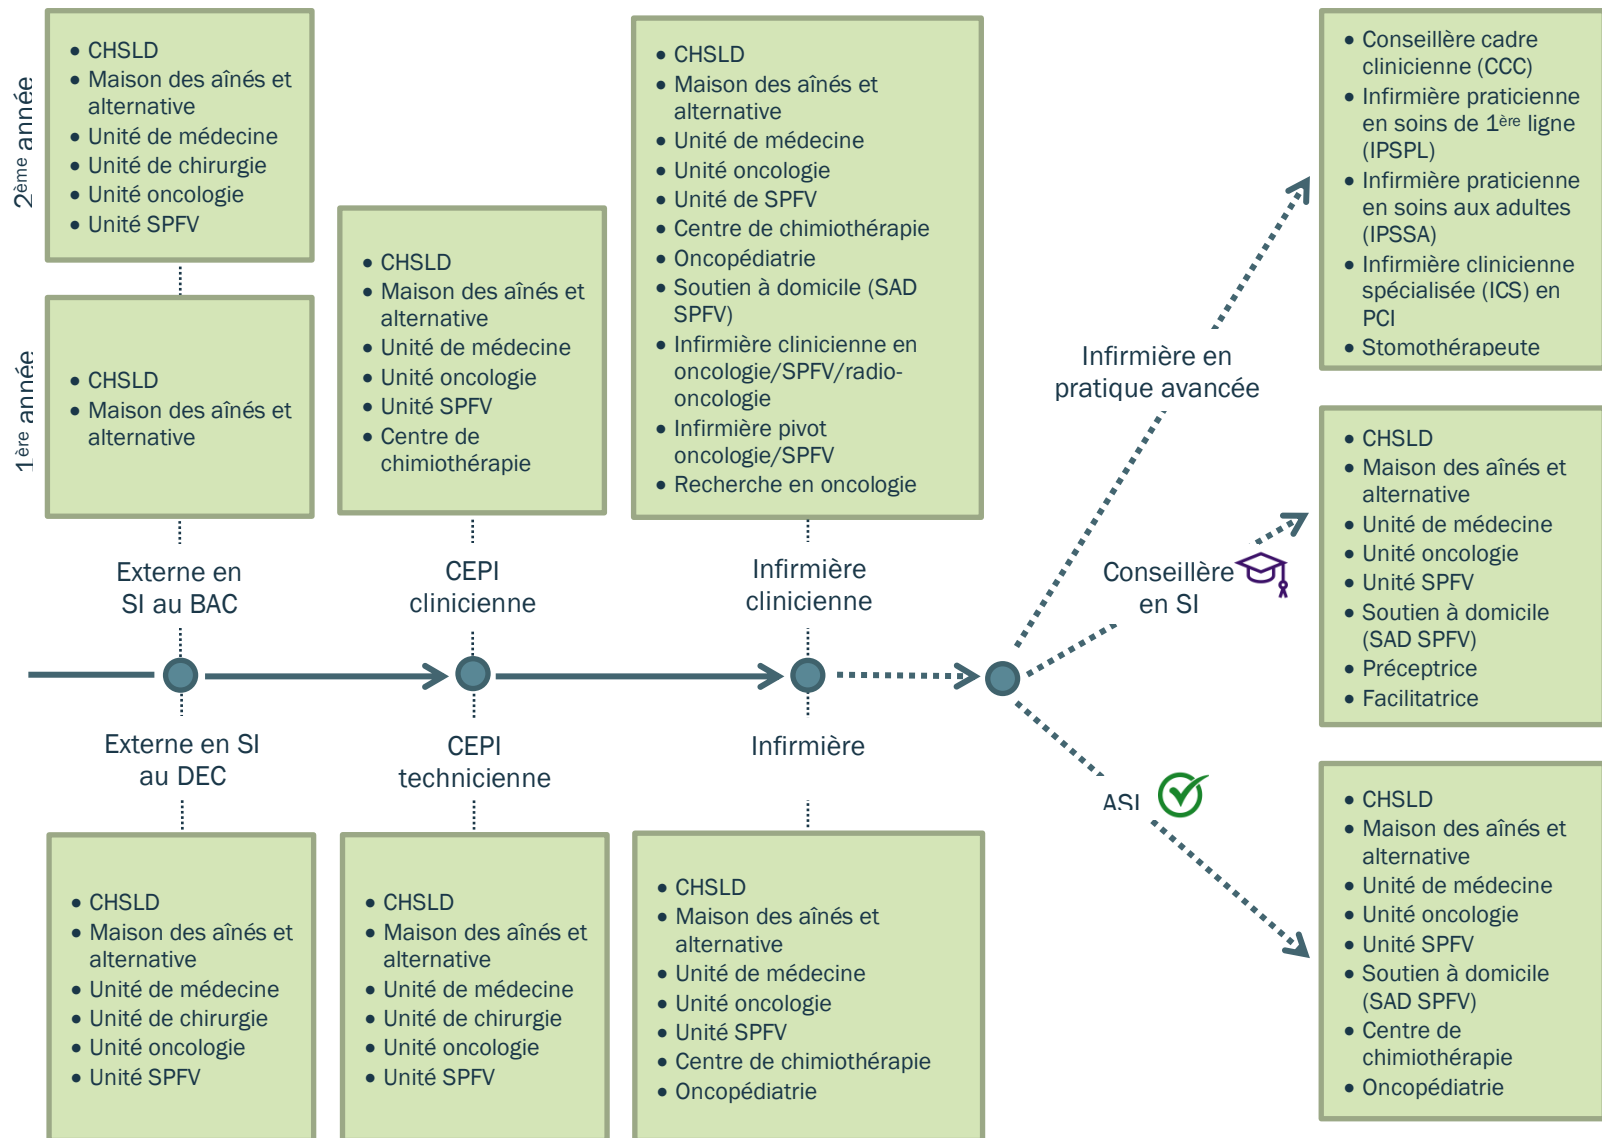 2ème année
• CHSLD
• Maison des aînés et
alternative
• Unité de médecine
• Unité de chirurgie
• Unité oncologie
• Unité SPFV
1ère année
• CHSLD
• Maison des aînés et
alternative
Externe en
SI au BAC
• CHSLD
• Maison des aînés et
alternative
• Unité de médecine
• Unité oncologie
• Unité SPFV
• Centre de
chimiothérapie
CEPI
clinicienne
• CHSLD
• Maison des aînés et
alternative
• Unité de médecine
• Unité oncologie
• Unité de SPFV
• Centre de chimiothérapie
• Oncopédiatrie
• Soutien à domicile (SAD
SPFV)
• Infirmière clinicienne en
oncologie/SPFV/radio-
oncologie
• Infirmière pivot
oncologie/SPFV
• Recherche en oncologie
Infirmière
clinicienne
Externe en SI
au DEC
• CHSLD
• Maison des aînés et
alternative
• Unité de médecine
• Unité de chirurgie
• Unité oncologie
• Unité SPFV
CEPI
technicienne
• CHSLD
• Maison des aînés et
alternative
• Unité de médecine
• Unité de chirurgie
• Unité oncologie
• Unité SPFV
Infirmière
• CHSLD
• Maison des aînés et
alternative
• Unité de médecine
• Unité oncologie
• Unité SPFV
• Centre de chimiothérapie
• Oncopédiatrie
Infirmière en
pratique avancée
• Conseillère cadre
clinicienne (CCC)
• Infirmière praticienne
en soins de 1ère ligne
(IPSPL)
• Infirmière praticienne
en soins aux adultes
(IPSSA)
• Infirmière clinicienne
spécialisée (ICS) en
PCI
• Stomothérapeute
Conseillère
en SI
• CHSLD
• Maison des aînés et
alternative
• Unité de médecine
• Unité oncologie
• Unité SPFV
• Soutien à domicile
(SAD SPFV)
• Préceptrice
• Facilitatrice
ASI
• CHSLD
• Maison des aînés et
alternative
• Unité de médecine
• Unité oncologie
• Unité SPFV
• Soutien à domicile
(SAD SPFV)
• Centre de
chimiothérapie
• Oncopédiatrie